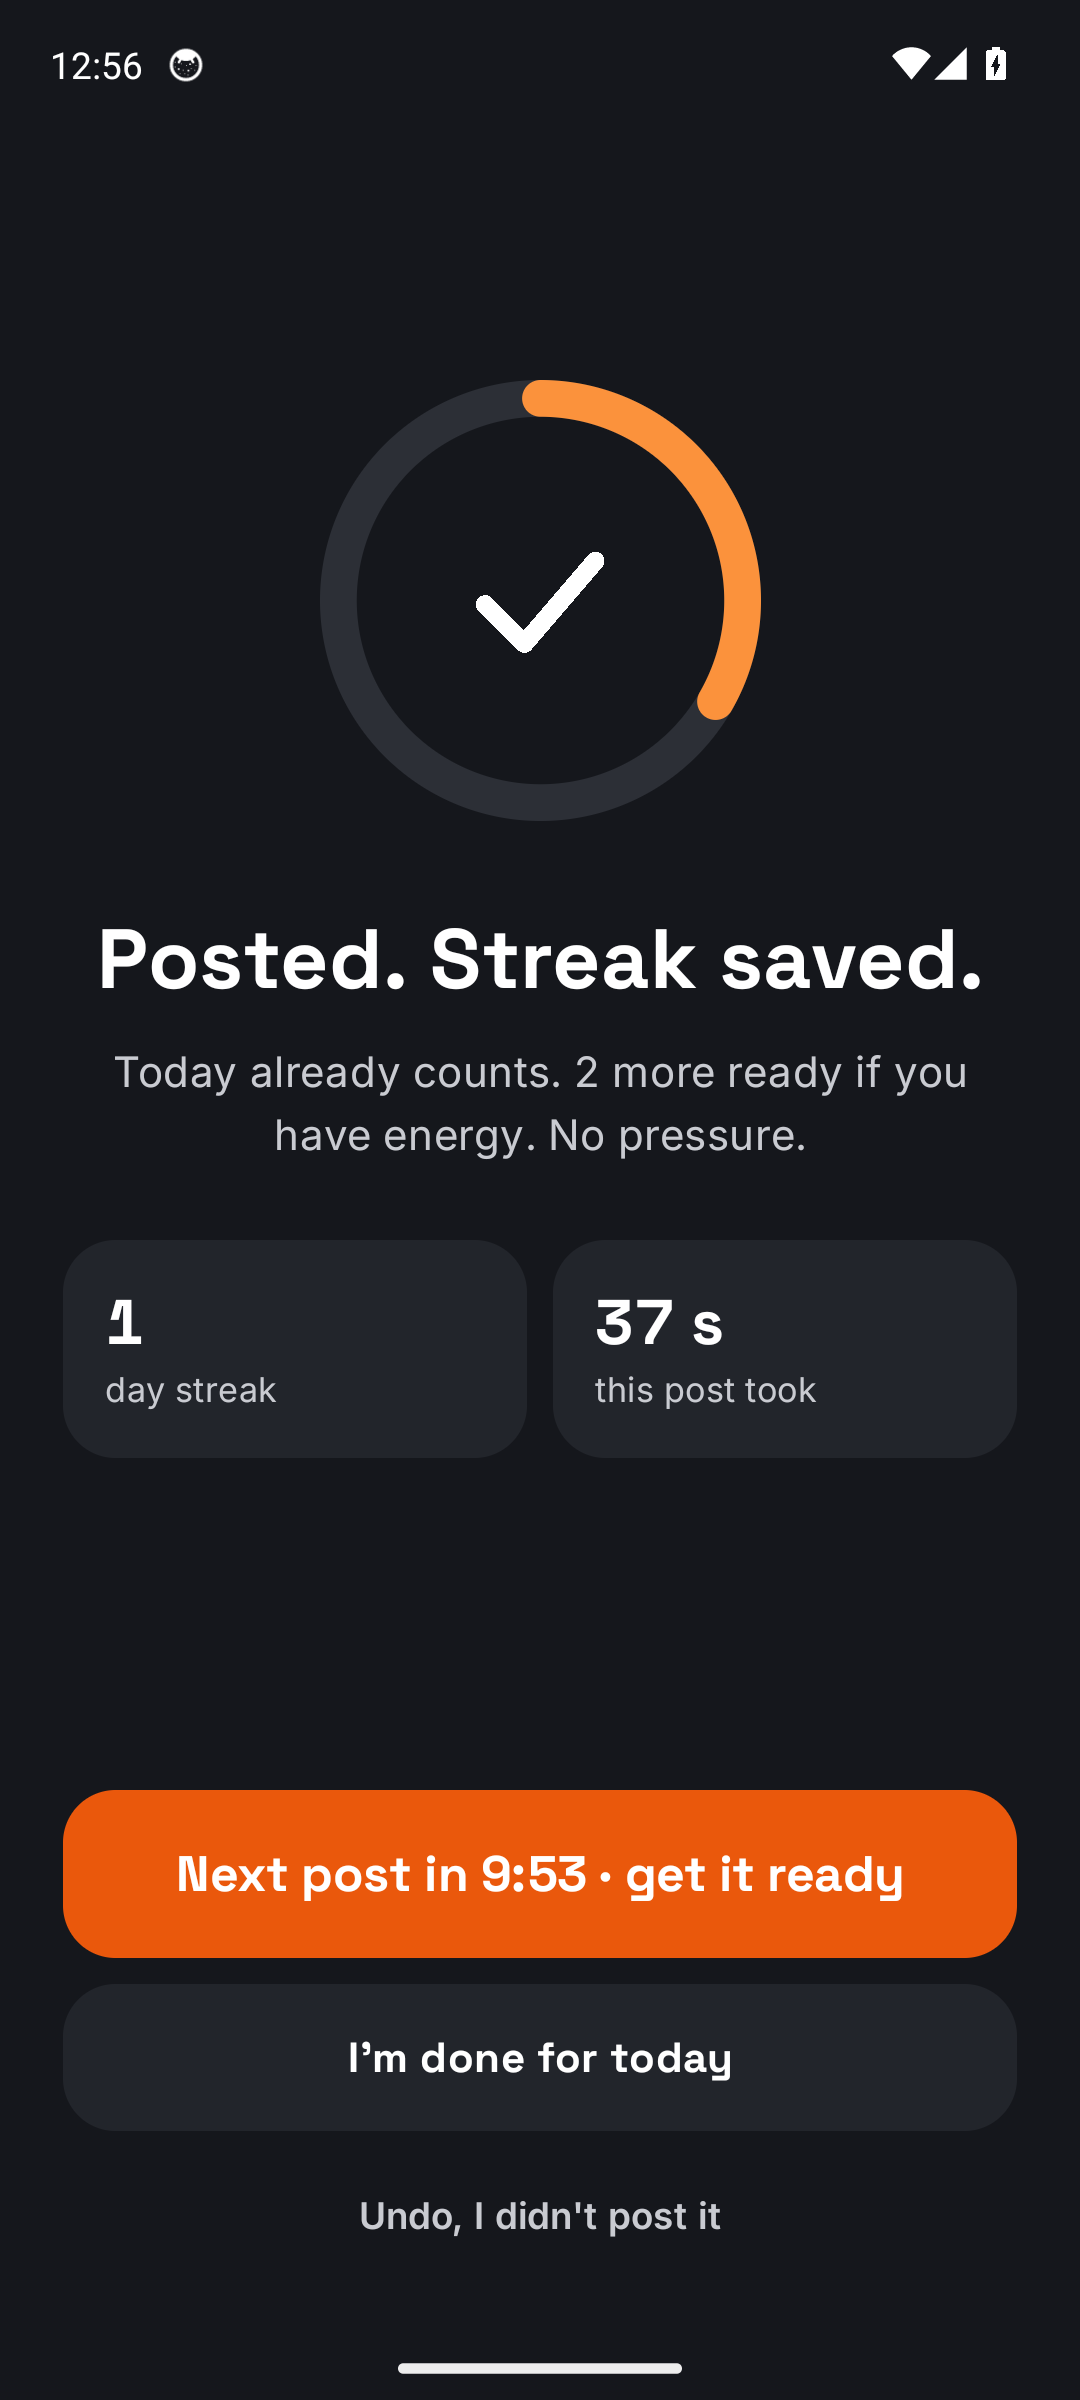 12:56
Posted. Streak saved.
Today already counts. 2 more ready if you
have energy. No pressure.
1
day streak
37 s
this post took
Next post in 9:53 · get it ready
I’m done for today
Undo, I didn't post it